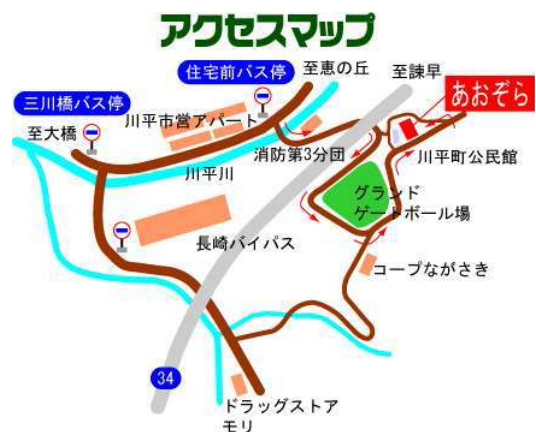 アクセスマップ
住宅前バス停
至恵の丘
至諫早
あおぞら
三川橋バス停
至大橋
川平市営アパート
消防第3分団
川平町公民館
川平川
グランド
ゲートボール場
長崎バイパス
コープながさき
34
ドラッグストア
モリ